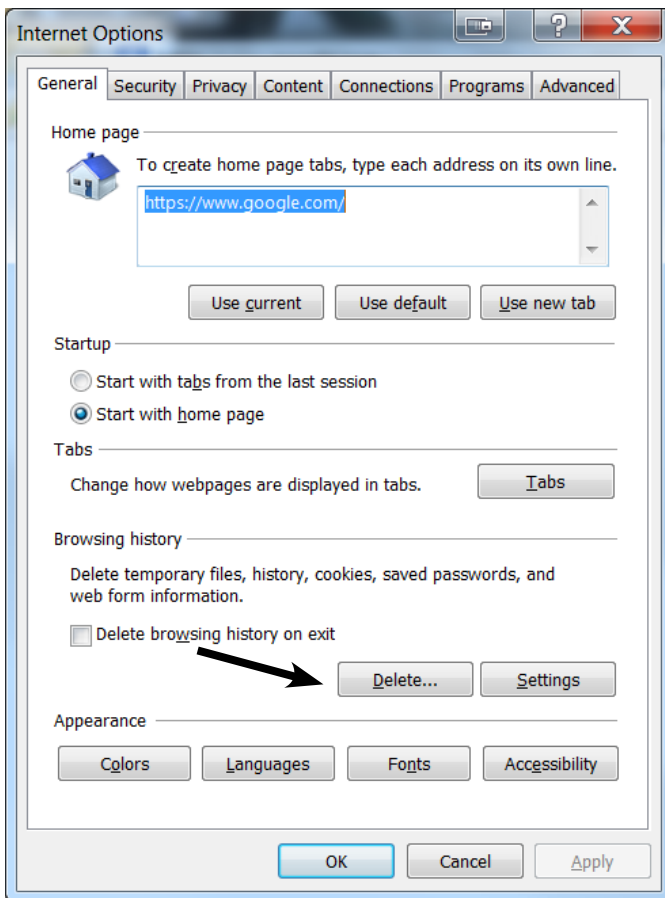 Internet Options
General Security Privacy Content Connections Programs Advanced
Home page
To create home page tabs, type each address on its own line.
https://www.google.com/
Use current Use default Use new tab
Startup
Start with tabs from the last session
Start with home page
Tabs
Change how webpages are displayed in tabs. Tabs
Browsing history
Delete temporary files, history, cookies, saved passwords, and
web form information.
Delete browsing history on exit
Delete... Settings
Appearance
Colors Languages Fonts Accessibility
OK Cancel Apply